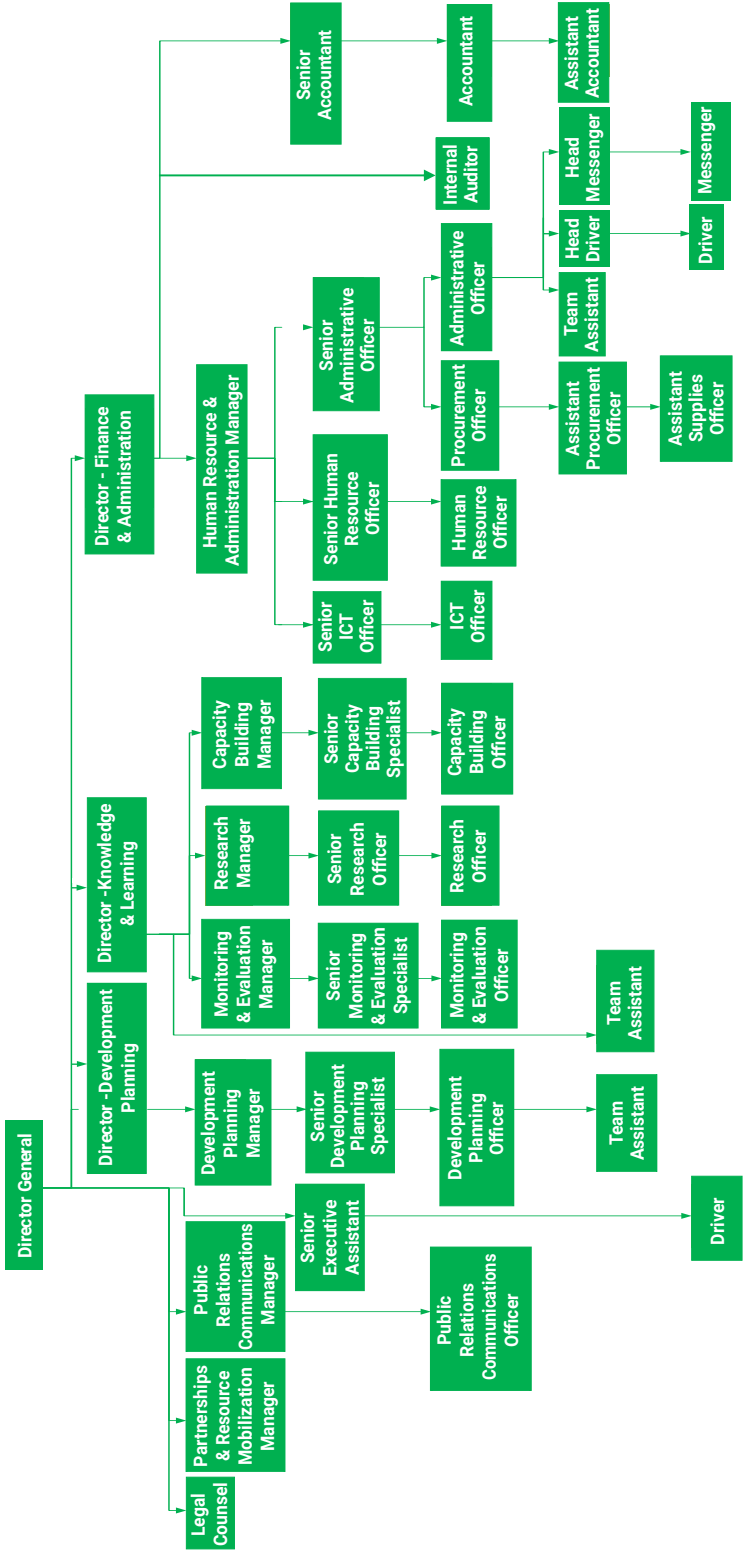 Director General
Director -Development
Planning
Director -Knowledge
& Learning
Director - Finance
& Administration
Legal
Counsel
Partnerships
& Resource
Mobilization
Manager
Public
Relations
Communications
Manager
Development
Planning
Manager
Monitoring
& Evaluation
Manager
Research
Manager
Capacity
Building
Manager
Human Resource &
Administration Manager
Senior
Accountant
Senior
Executive
Assistant
Senior
Development
Planning
Specialist
Senior
Monitoring
& Evaluation
Specialist
Senior
Research
Officer
Senior
Capacity
Building
Specialist
Senior
ICT
Officer
Senior Human
Resource
Officer
Senior
Administrative
Officer
Public
Relations
Communications
Officer
Development
Planning
Officer
Monitoring
& Evaluation
Officer
Research
Officer
Capacity
Building
Officer
ICT
Officer
Human
Resource
Officer
Procurement
Officer
Administrative
Officer
Internal
Auditor
Accountant
Team
Assistant
Team
Assistant
Assistant
Procurement
Officer
Team
Assistant
Head
Driver
Head
Messenger
Assistant
Accountant
Driver
Assistant
Supplies
Officer
Driver
Messenger